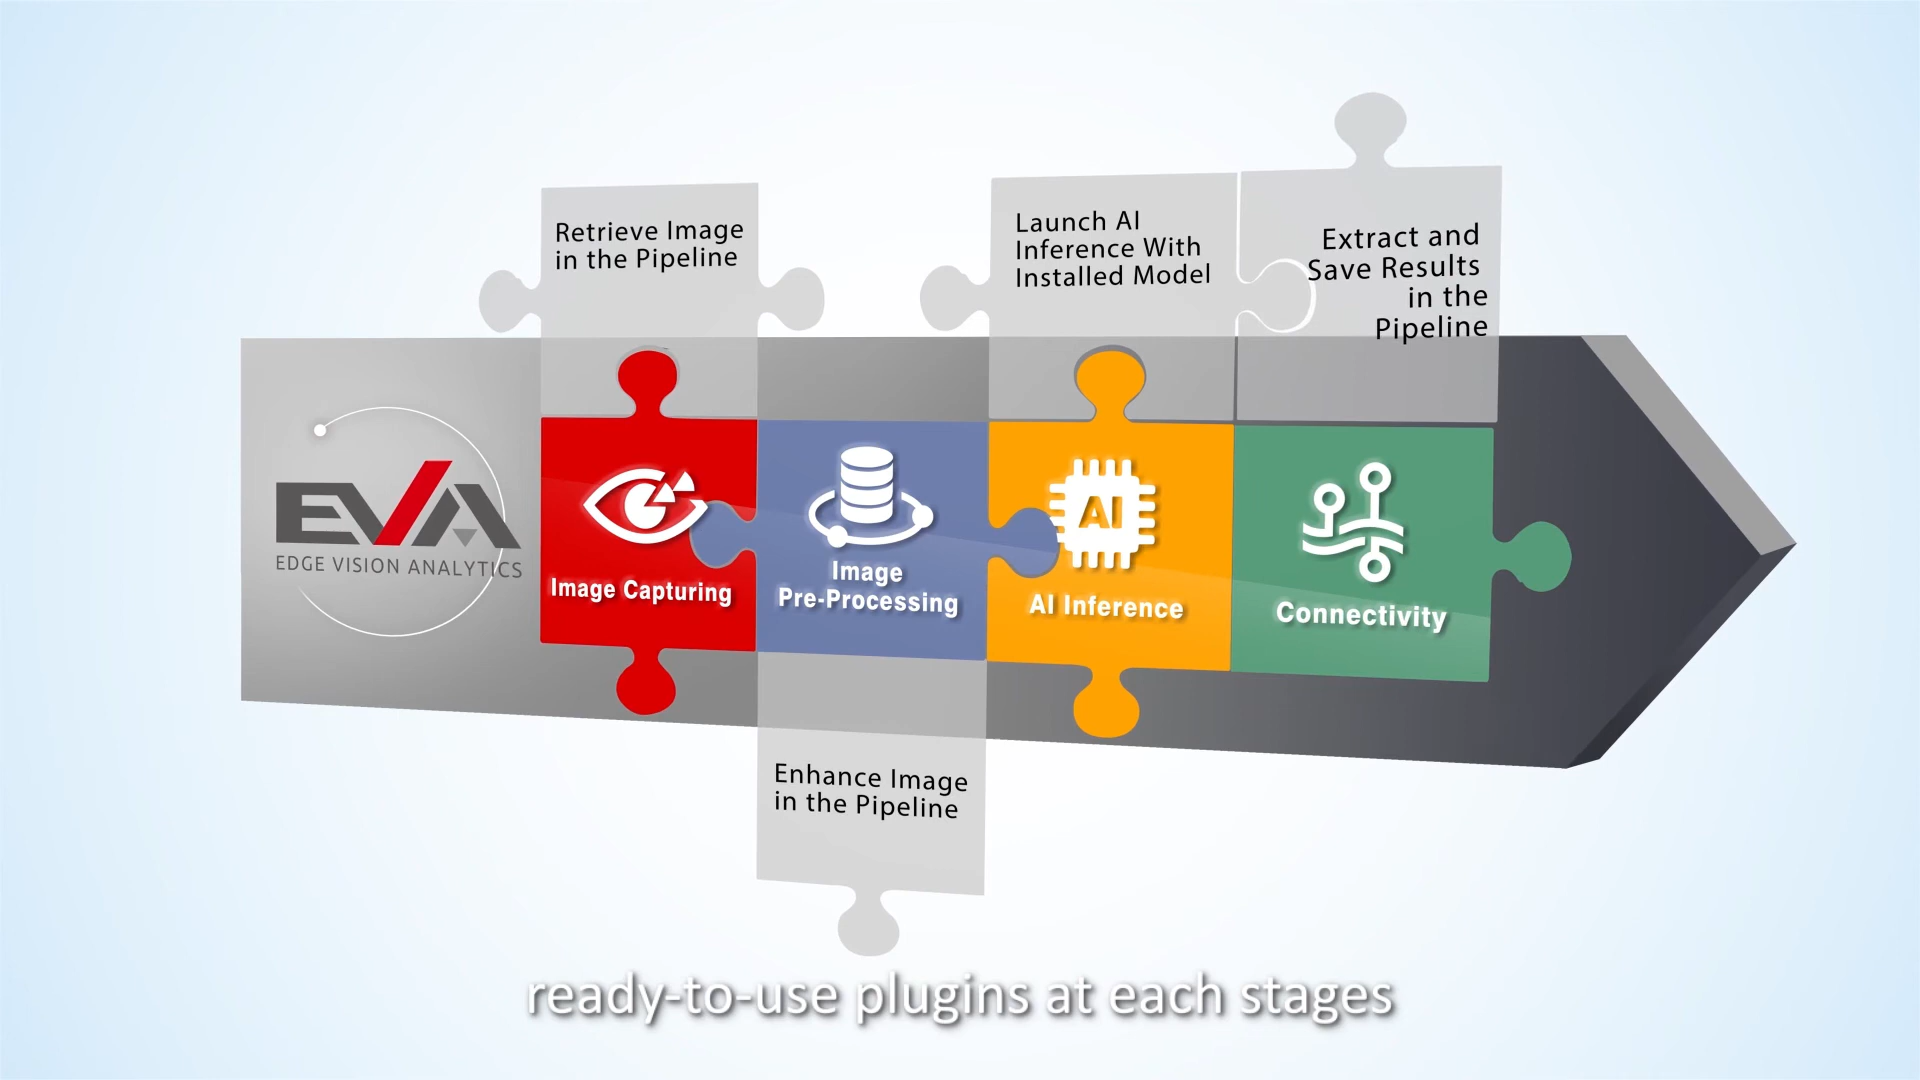 Retrieve Image
in the Pipeline
Launch AI
Inference With
Installed Model
Extract and
Save Results
in the
Pipeline
EVA
EDGE VISION ANALYTICS
Image Capturing
Image
Pre-Processing
AI
AI Inference
Connectivity
Enhance Image
in the Pipeline
ready-to-use plugins at each stages